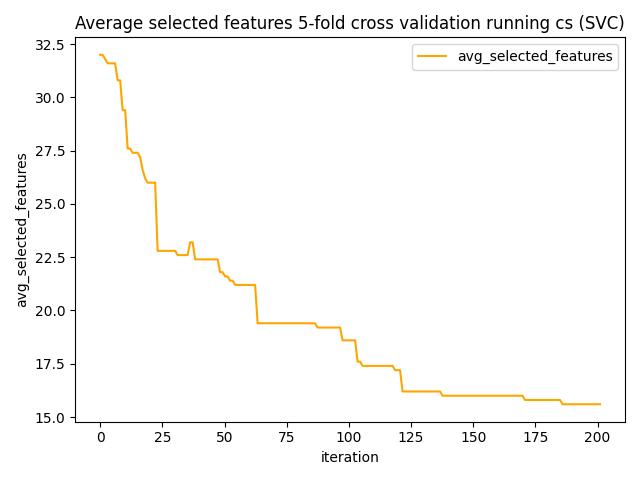 Average selected features 5-fold cross validation running cs (SVC)
avg_selected_features
32.5
30.0
27.5
25.0
22.5
20.0
17.5
15.0
avg_selected_features
0 25 50 75 100 125 150 175 200
iteration